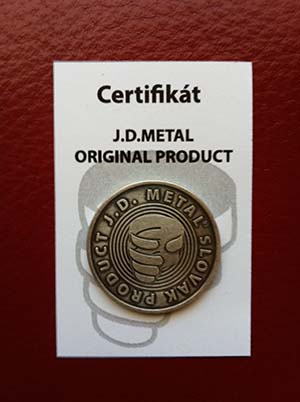 Certifikát
J.D.METAL
ORIGINAL PRODUCT
J.D. METAL SLOVAK PRODUCT